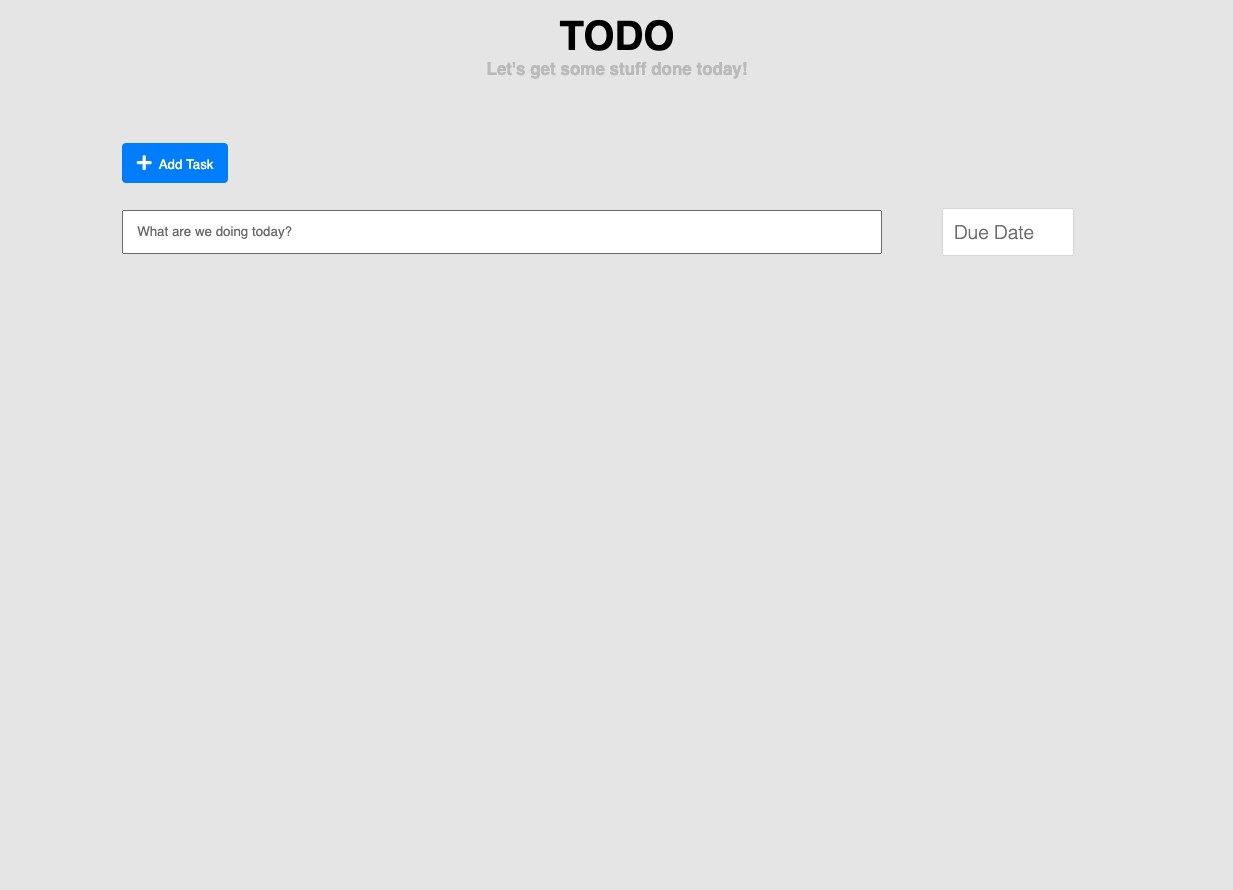 TODO
Let's get some stuff done today!
Add Task
What are we doing today?
Due Date